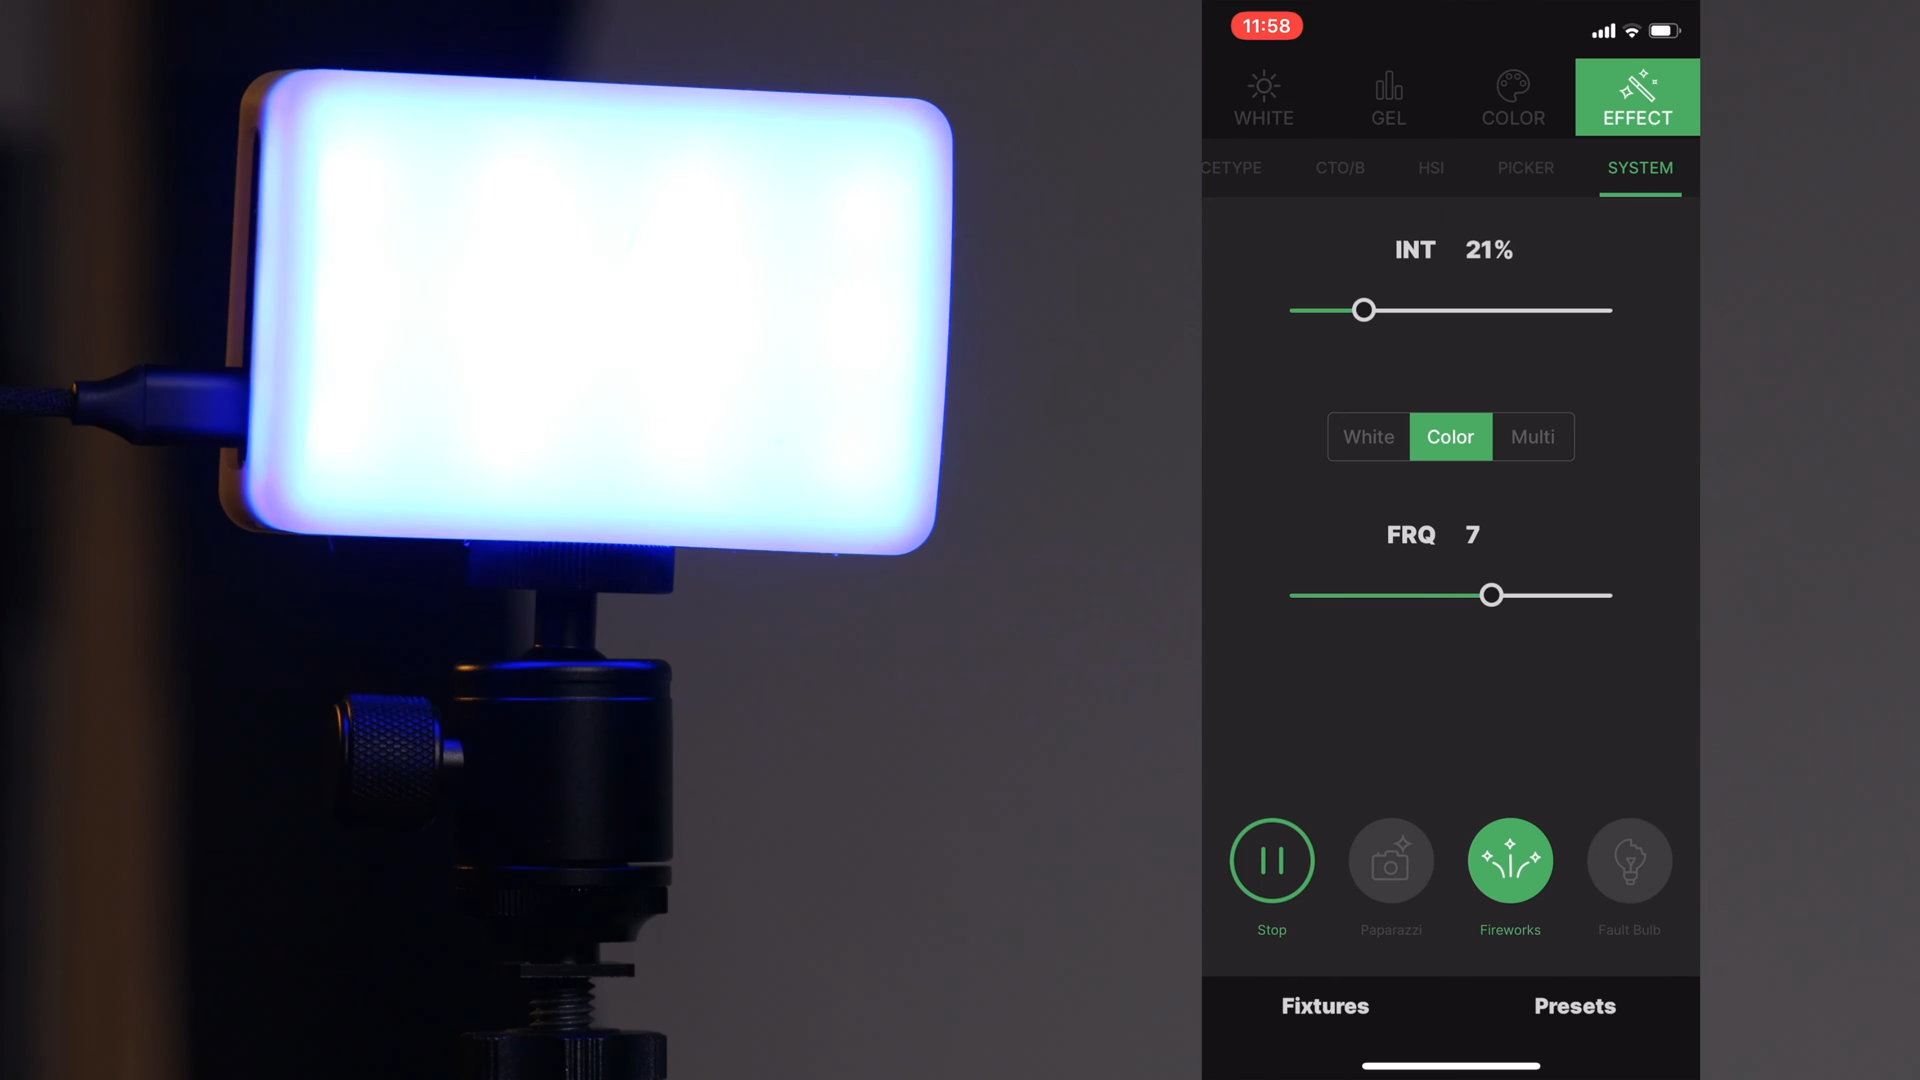 11:58
WHITE GEL COLOR EFFECT
CETYPE CTO/B HSI PICKER SYSTEM
INT 21%
White Color Multi
FRQ 7
Stop Paparazzi Fireworks Fault Bulb
Fixtures Presets